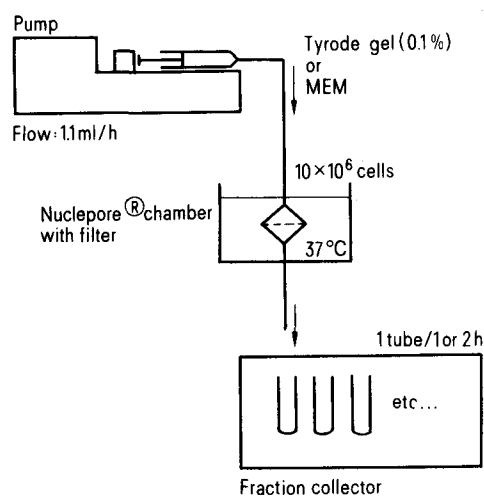 Pump
Tyrode gel (0.1%)
or
MEM
Flow: 1.1 ml/h
10×10⁶ cells
Nuclepore ® chamber
with filter
37°C
1 tube/1 or 2h
etc...
Fraction collector